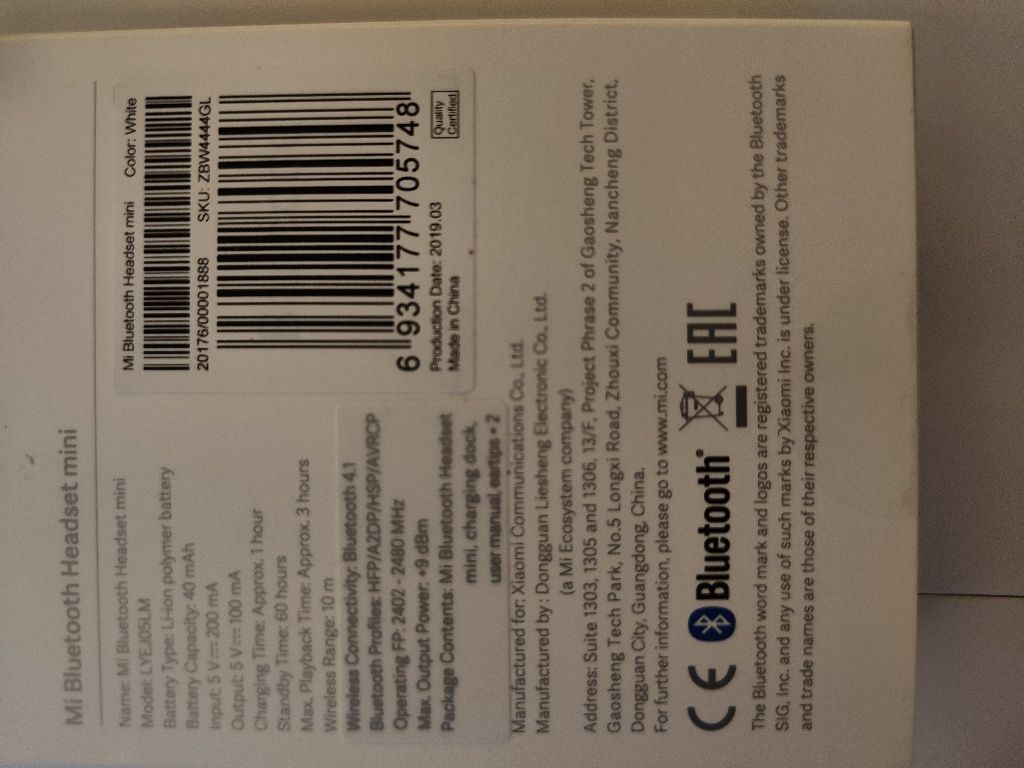 Mi Bluetooth Headset mini
Name: Mi Bluetooth Headset mini
Model: LYEJ05LM
Battery Type: Li-ion polymer battery
Battery Capacity: 40 mAh
Input: 5 V⎓200 mA
Output: 5 V⎓100 mA
Charging Time: Approx. 1 hour
Standby Time: 60 hours
Max. Playback Time: Approx. 3 hours
Wireless Range: 10 m
Wireless Connectivity: Bluetooth 4.1
Bluetooth Profiles: HFP/A2DP/HSP/AVRCP
Operating FP: 2402 - 2480 MHz
Max. Output Power: +9 dBm
Package Contents: Mi Bluetooth Headset
mini, charging dock,
user manual, eartips * 2
Mi Bluetooth Headset mini Color: White
20176/00001888 SKU: ZBW4444GL
6 934177 705748
Production Date: 2019.03
Made in China
Quality
Certified
Manufactured for: Xiaomi Communications Co., Ltd.
Manufactured by : Dongguan Liesheng Electronic Co., Ltd.
(a Mi Ecosystem company)
Address: Suite 1303, 1305 and 1306, 13/F, Project Phrase 2 of Gaosheng Tech Tower,
Gaosheng Tech Park, No.5 Longxi Road, Zhouxi Community, Nancheng District,
Dongguan City, Guangdong, China.
For further information, please go to www.mi.com
CE Bluetooth® EAC
The Bluetooth word mark and logos are registered trademarks owned by the Bluetooth
SIG, Inc. and any use of such marks by Xiaomi Inc. is under license. Other trademarks
and trade names are those of their respective owners.